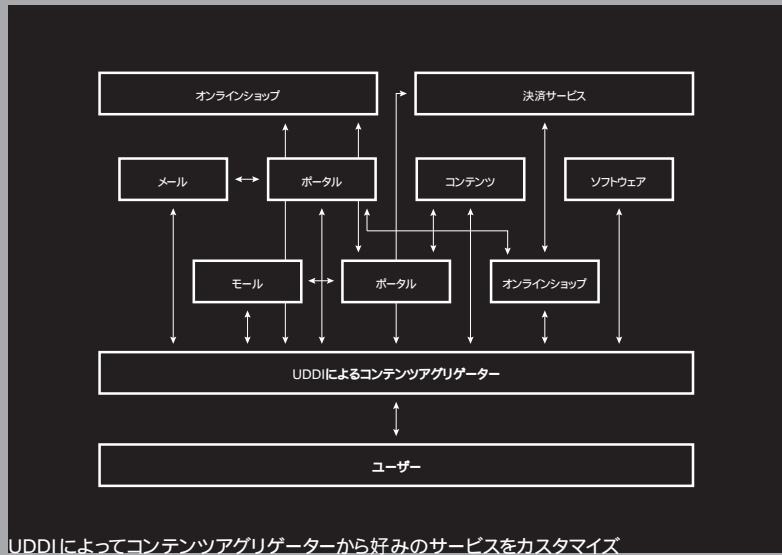 オンラインショップ
決済サービス
メール
ポータル
コンテンツ
ソフトウェア
モール
ポータル
オンラインショップ
UDDIによるコンテンツアグリゲーター
ユーザー
UDDIによってコンテンツアグリゲーターから好みのサービスをカスタマイズ